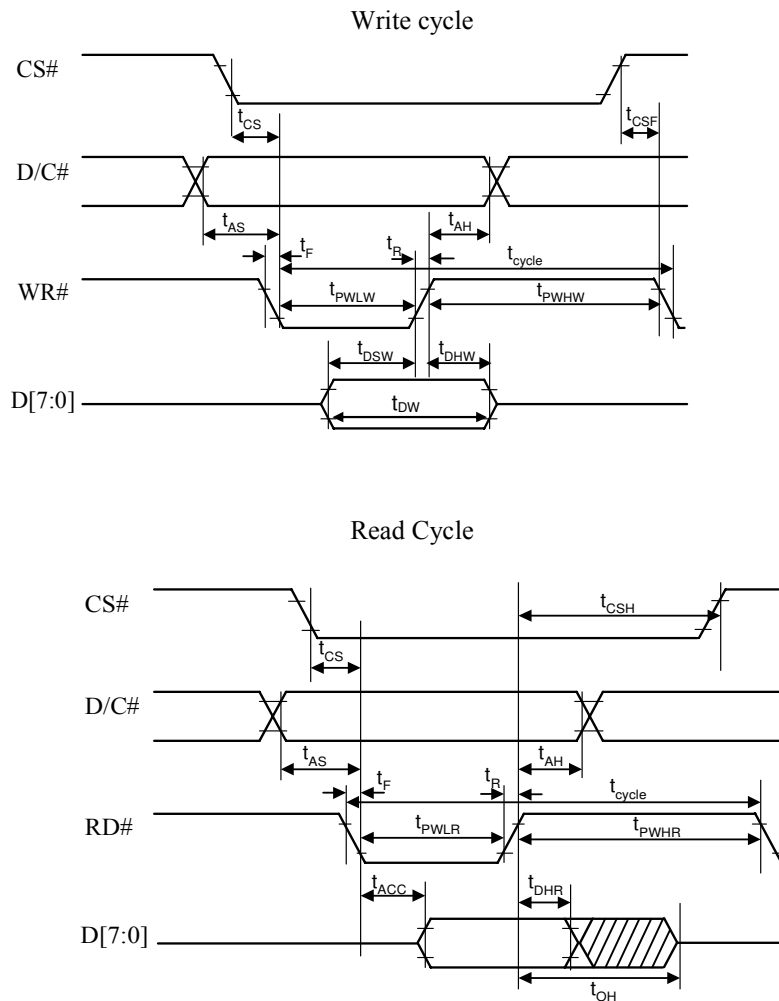 Write cycle
CS#
tCS
tCSF
D/C#
tAS
tF
tR
tAH
tcycle
WR#
tPWLW
tPWHW
tDSW
tDHW
D[7:0]
tDW
Read Cycle
CS#
tCSH
tCS
D/C#
tAS
tF
tR
tAH
tcycle
RD#
tPWLR
tPWHR
tACC
tDHR
D[7:0]
tOH